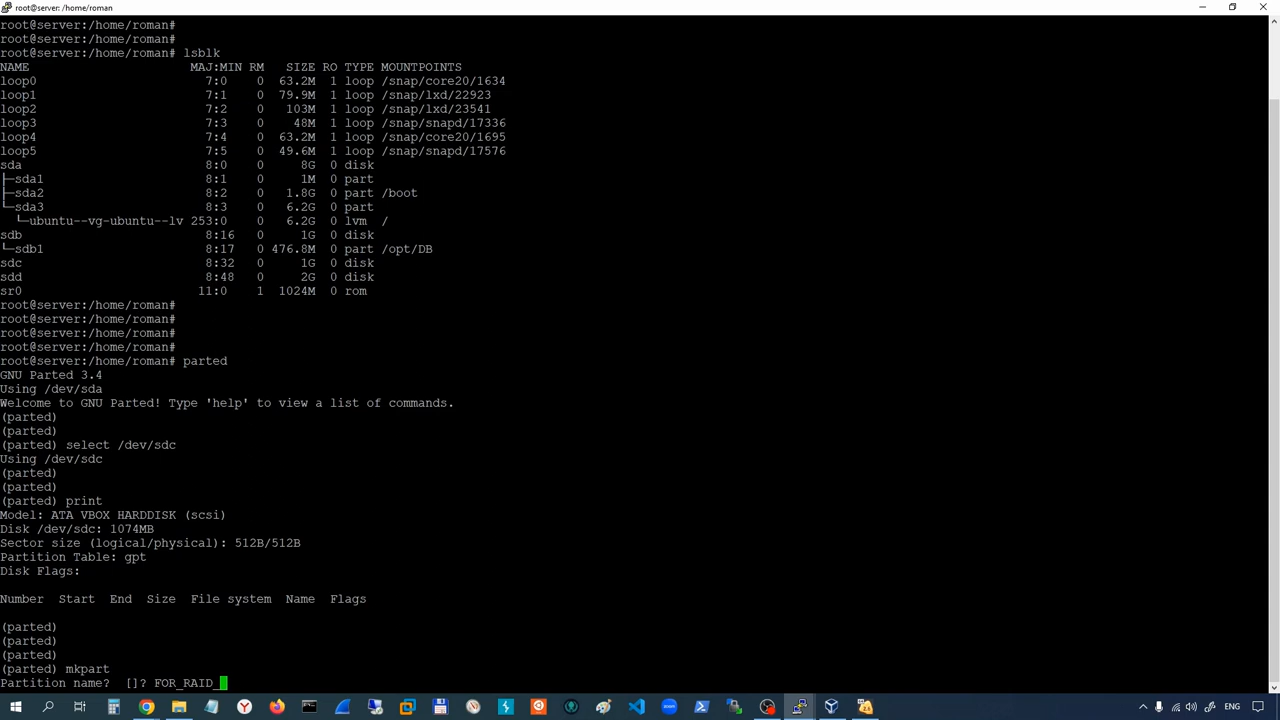 root@server: /home/roman
root@server:/home/roman#
root@server:/home/roman#
root@server:/home/roman# lsblk
NAME MAJ:MIN RM SIZE RO TYPE MOUNTPOINTS
loop0 7:0 0 63.2M 1 loop /snap/core20/1634
loop1 7:1 0 79.9M 1 loop /snap/lxd/22923
loop2 7:2 0 103M 1 loop /snap/lxd/23541
loop3 7:3 0 48M 1 loop /snap/snapd/17336
loop4 7:4 0 63.2M 1 loop /snap/core20/1695
loop5 7:5 0 49.6M 1 loop /snap/snapd/17576
sda 8:0 0 8G 0 disk
├─sda1 8:1 0 1M 0 part
├─sda2 8:2 0 1.8G 0 part /boot
└─sda3 8:3 0 6.2G 0 part
└─ubuntu--vg-ubuntu--lv 253:0 0 6.2G 0 lvm /
sdb 8:16 0 1G 0 disk
└─sdb1 8:17 0 476.8M 0 part /opt/DB
sdc 8:32 0 1G 0 disk
sdd 8:48 0 2G 0 disk
sr0 11:0 1 1024M 0 rom
root@server:/home/roman#
root@server:/home/roman#
root@server:/home/roman#
root@server:/home/roman#
root@server:/home/roman# parted
GNU Parted 3.4
Using /dev/sda
Welcome to GNU Parted! Type 'help' to view a list of commands.
(parted)
(parted)
(parted) select /dev/sdc
Using /dev/sdc
(parted)
(parted)
(parted) print
Model: ATA VBOX HARDDISK (scsi)
Disk /dev/sdc: 1074MB
Sector size (logical/physical): 512B/512B
Partition Table: gpt
Disk Flags:
Number Start End Size File system Name Flags
(parted)
(parted)
(parted)
(parted) mkpart
Partition name? []? FOR_RAID_
ENG